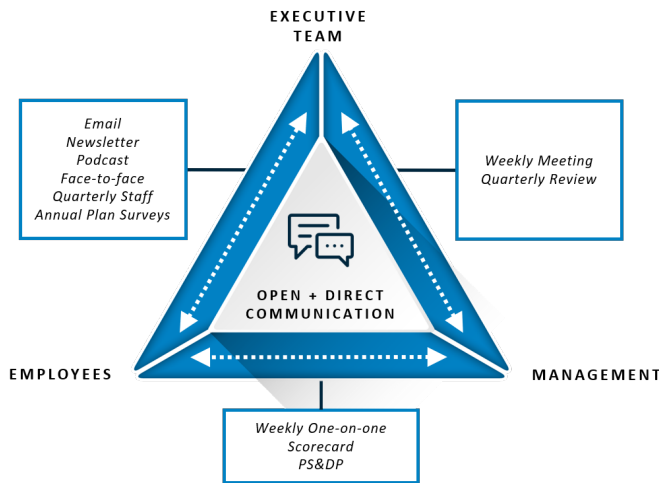 EXECUTIVE
TEAM
Email
Newsletter
Podcast
Face-to-face
Quarterly Staff
Annual Plan Surveys
Weekly Meeting
Quarterly Review
OPEN + DIRECT
COMMUNICATION
EMPLOYEES
MANAGEMENT
Weekly One-on-one
Scorecard
PS&DP